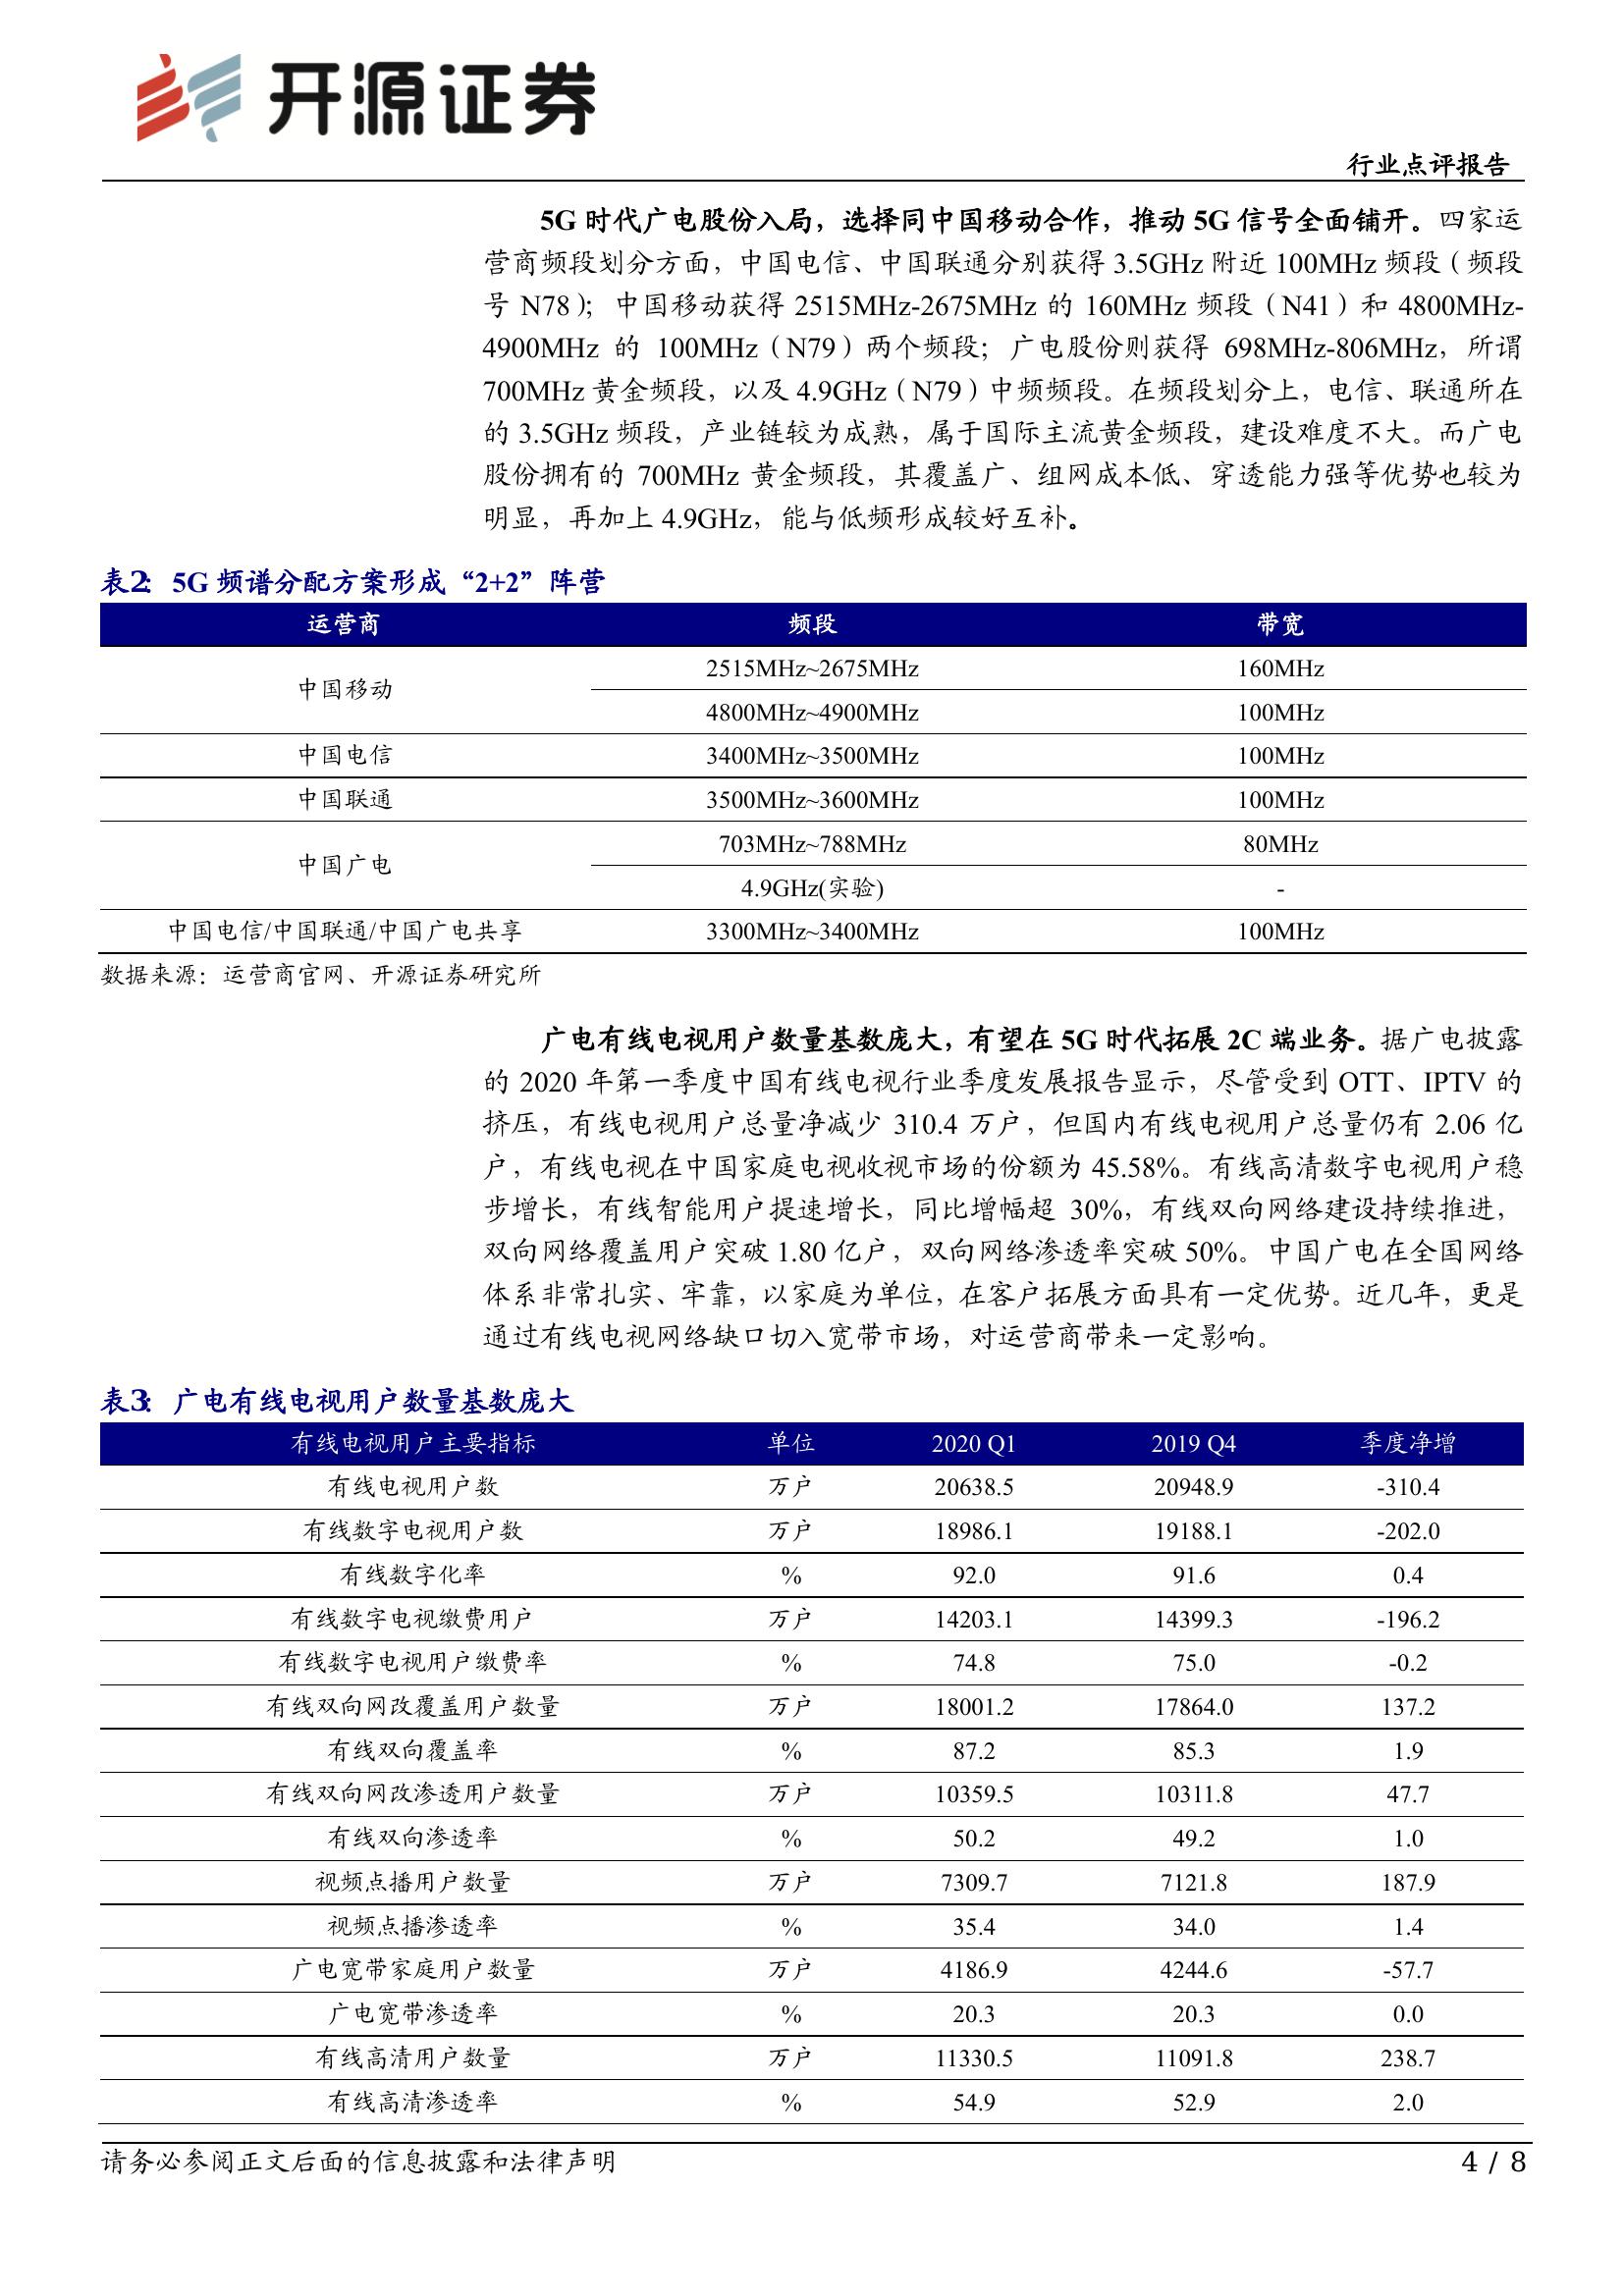 开源证券
行业点评报告
5G 时代广电股份入局，选择同中国移动合作，推动 5G 信号全面铺开。四家运
营商频段划分方面，中国电信、中国联通分别获得 3.5GHz 附近 100MHz 频段（频段
号 N78）；中国移动获得 2515MHz-2675MHz 的 160MHz 频段（N41）和 4800MHz-
4900MHz 的 100MHz（N79）两个频段；广电股份则获得 698MHz-806MHz，所谓
700MHz 黄金频段，以及 4.9GHz（N79）中频频段。在频段划分上，电信、联通所在
的 3.5GHz 频段，产业链较为成熟，属于国际主流黄金频段，建设难度不大。而广电
股份拥有的 700MHz 黄金频段，其覆盖广、组网成本低、穿透能力强等优势也较为
明显，再加上 4.9GHz，能与低频形成较好互补。
表2：5G 频谱分配方案形成“2+2”阵营
运营商 频段 带宽
中国移动 2515MHz~2675MHz 160MHz
4800MHz~4900MHz 100MHz
中国电信 3400MHz~3500MHz 100MHz
中国联通 3500MHz~3600MHz 100MHz
中国广电 703MHz~788MHz 80MHz
4.9GHz(实验) -
中国电信/中国联通/中国广电共享 3300MHz~3400MHz 100MHz
数据来源：运营商官网、开源证券研究所
广电有线电视用户数量基数庞大，有望在 5G 时代拓展 2C 端业务。据广电披露
的 2020 年第一季度中国有线电视行业季度发展报告显示，尽管受到 OTT、IPTV 的
挤压，有线电视用户总量净减少 310.4 万户，但国内有线电视用户总量仍有 2.06 亿
户，有线电视在中国家庭电视收视市场的份额为 45.58%。有线高清数字电视用户稳
步增长，有线智能用户提速增长，同比增幅超 30%，有线双向网络建设持续推进，
双向网络覆盖用户突破 1.80 亿户，双向网络渗透率突破 50%。中国广电在全国网络
体系非常扎实、牢靠，以家庭为单位，在客户拓展方面具有一定优势。近几年，更是
通过有线电视网络缺口切入宽带市场，对运营商带来一定影响。
表3：广电有线电视用户数量基数庞大
有线电视用户主要指标 单位 2020 Q1 2019 Q4 季度净增
有线电视用户数 万户 20638.5 20948.9 -310.4
有线数字电视用户数 万户 18986.1 19188.1 -202.0
有线数字化率 % 92.0 91.6 0.4
有线数字电视缴费用户 万户 14203.1 14399.3 -196.2
有线数字电视用户缴费率 % 74.8 75.0 -0.2
有线双向网改覆盖用户数量 万户 18001.2 17864.0 137.2
有线双向覆盖率 % 87.2 85.3 1.9
有线双向网改渗透用户数量 万户 10359.5 10311.8 47.7
有线双向渗透率 % 50.2 49.2 1.0
视频点播用户数量 万户 7309.7 7121.8 187.9
视频点播渗透率 % 35.4 34.0 1.4
广电宽带家庭用户数量 万户 4186.9 4244.6 -57.7
广电宽带渗透率 % 20.3 20.3 0.0
有线高清用户数量 万户 11330.5 11091.8 238.7
有线高清渗透率 % 54.9 52.9 2.0
请务必参阅正文后面的信息披露和法律声明 4 / 8